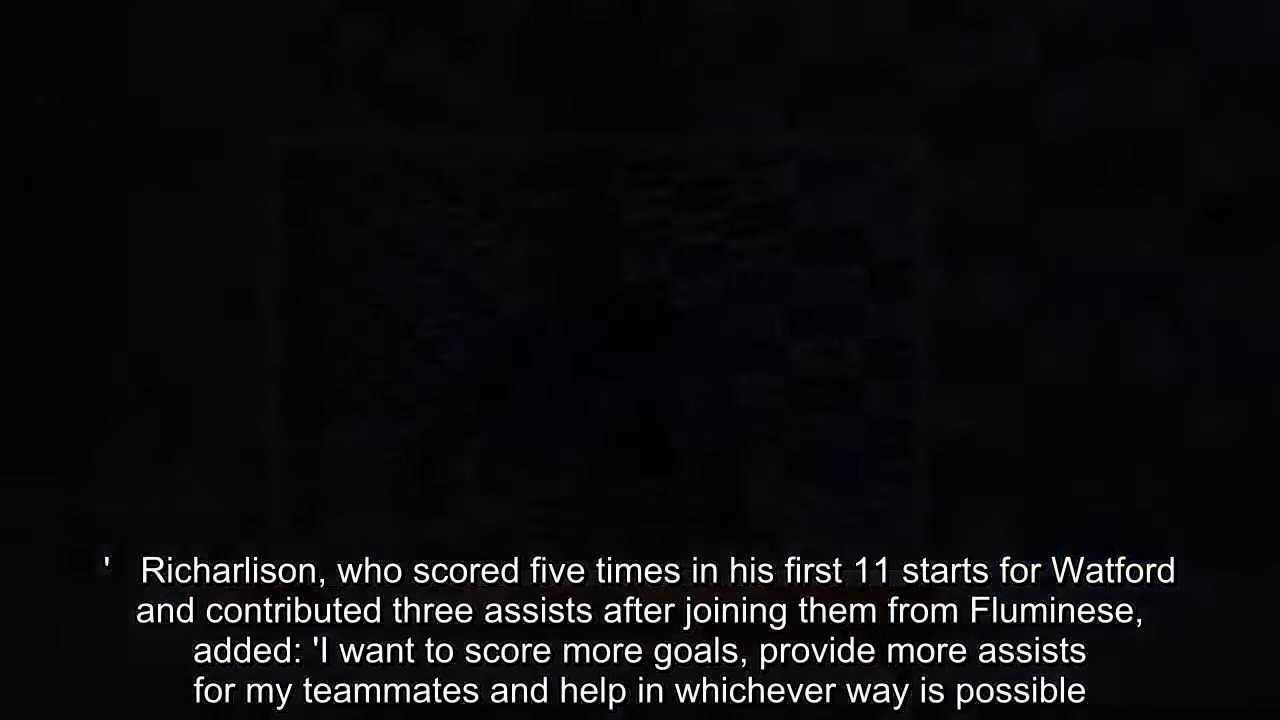 '   Richarlison, who scored five times in his first 11 starts for Watford
and contributed three assists after joining them from Fluminese,
added: 'I want to score more goals, provide more assists
for my teammates and help in whichever way is possible